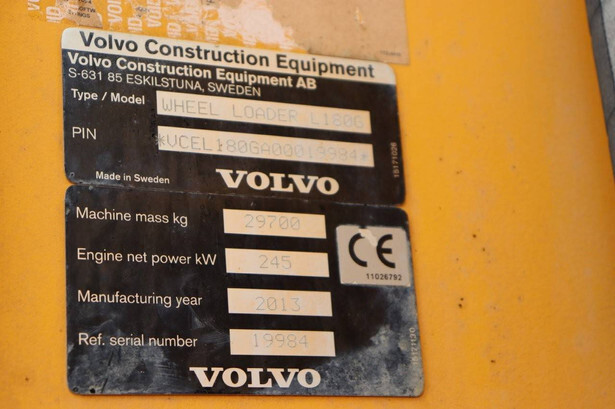 Volvo Construction Equipment
Volvo Construction Equipment AB
S-631 85 ESKILSTUNA, SWEDEN
Type / Model WHEEL LOADER L180G
PIN *VCEL180GA00019984*
Made in Sweden VOLVO
16171026
Machine mass kg 29700
Engine net power kW 245
CE
11026792
Manufacturing year 2013
Ref. serial number 19984
VOLVO